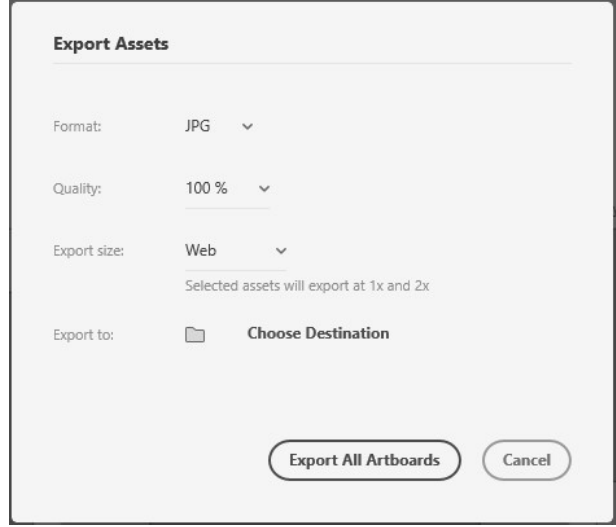 Export Assets
Format: JPG
Quality: 100 %
Export size: Web
Selected assets will export at 1x and 2x
Export to: Choose Destination
Export All Artboards Cancel